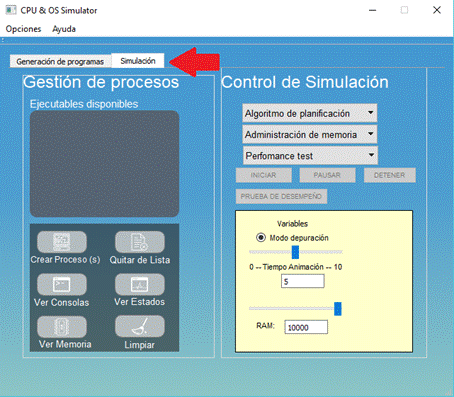 CPU & OS Simulator
Opciones Ayuda
Generación de programas Simulación
Gestión de procesos
Ejecutables disponibles
Crear Proceso (s) Quitar de Lista
Ver Consolas Ver Estados
Ver Memoria Limpiar
Control de Simulación
Algoritmo de planificación
Administración de memoria
Perfomance test
INICIAR PAUSAR DETENER
PRUEBA DE DESEMPEÑO
Variables
Modo depuración
0 -- Tiempo Animación -- 10
5
RAM: 10000